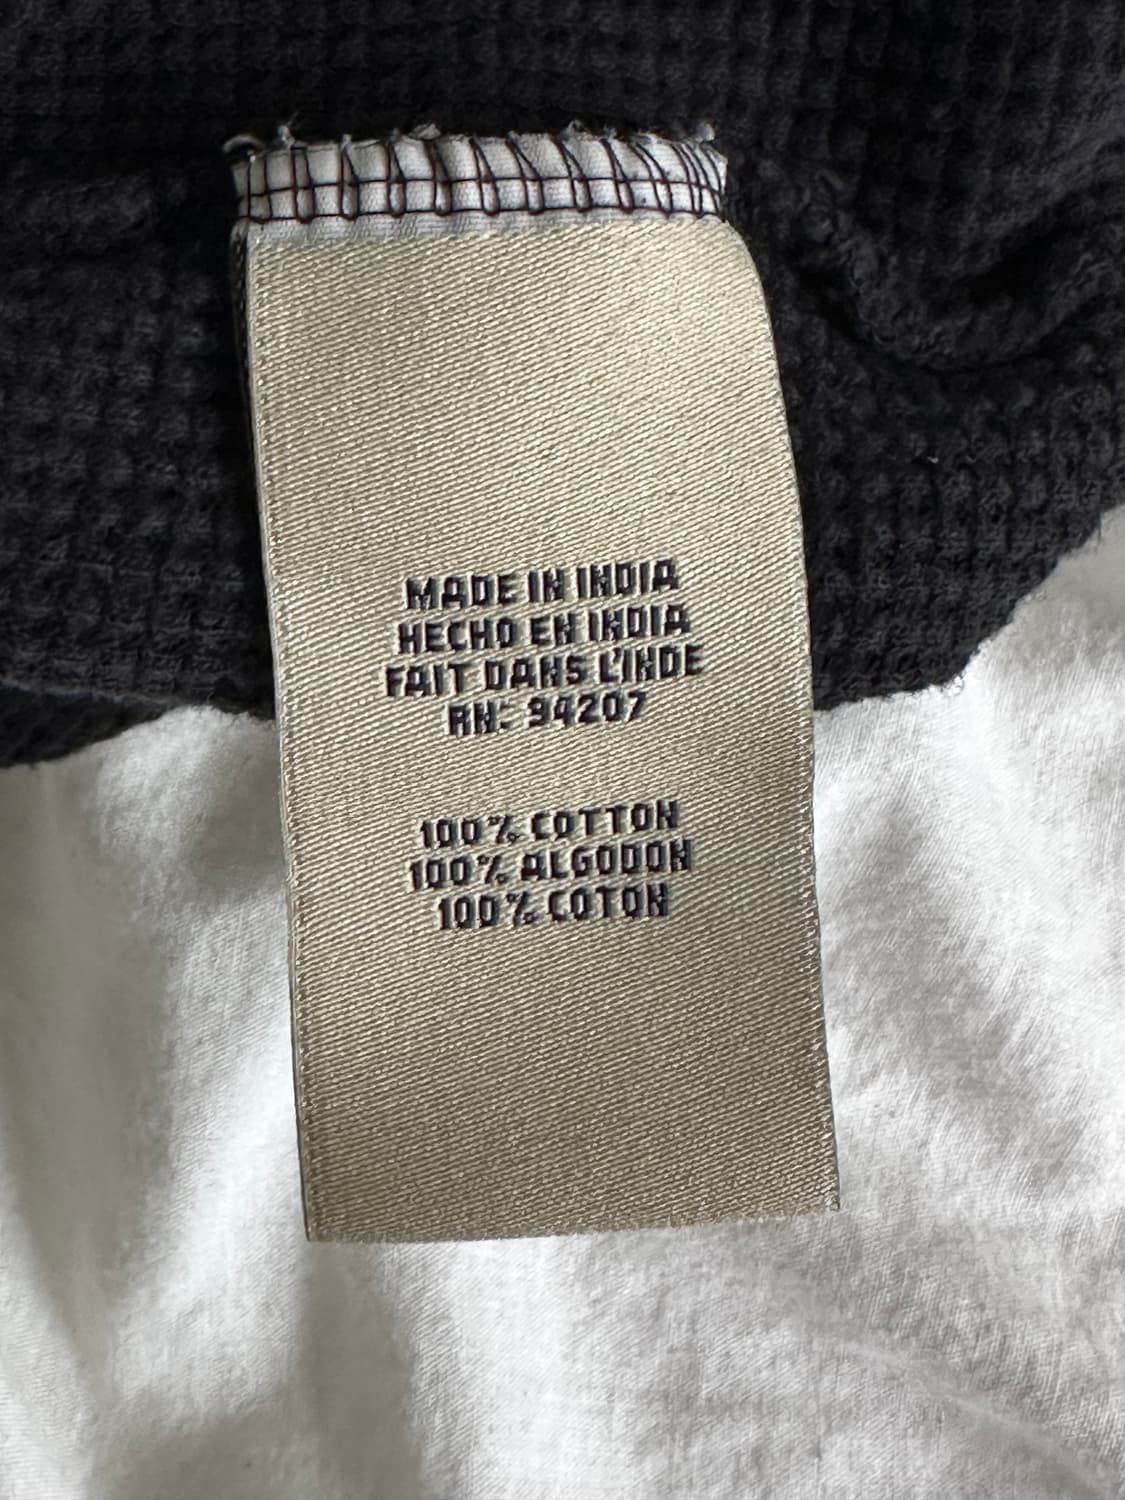 MADE IN INDIA
HECHO EN INDIA
FAIT DANS L'INDE
RN: 94207
100% COTTON
100% ALGODON
100% COTON